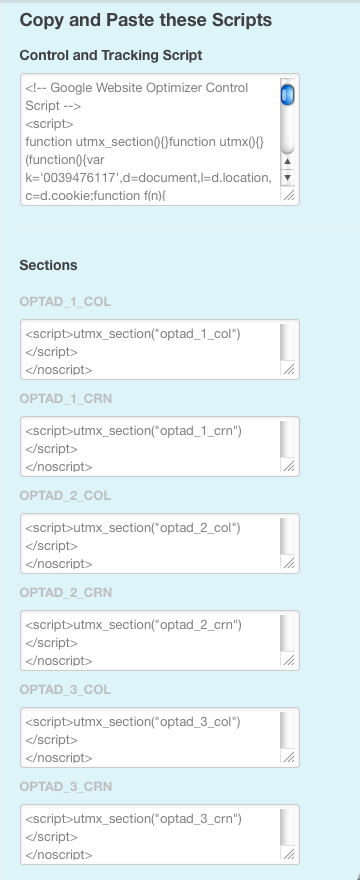 Copy and Paste these Scripts
Control and Tracking Script
<!-- Google Website Optimizer Control
Script -->
<script>
function utmx_section(){}function utmx(){}
(function(){var
k='0039476117',d=document,l=d.location,
c=d.cookie;function f(n){
Sections
OPTAD_1_COL
<script>utmx_section("optad_1_col")
</script>
</noscript>
OPTAD_1_CRN
<script>utmx_section("optad_1_crn")
</script>
</noscript>
OPTAD_2_COL
<script>utmx_section("optad_2_col")
</script>
</noscript>
OPTAD_2_CRN
<script>utmx_section("optad_2_crn")
</script>
</noscript>
OPTAD_3_COL
<script>utmx_section("optad_3_col")
</script>
</noscript>
OPTAD_3_CRN
<script>utmx_section("optad_3_crn")
</script>
</noscript>